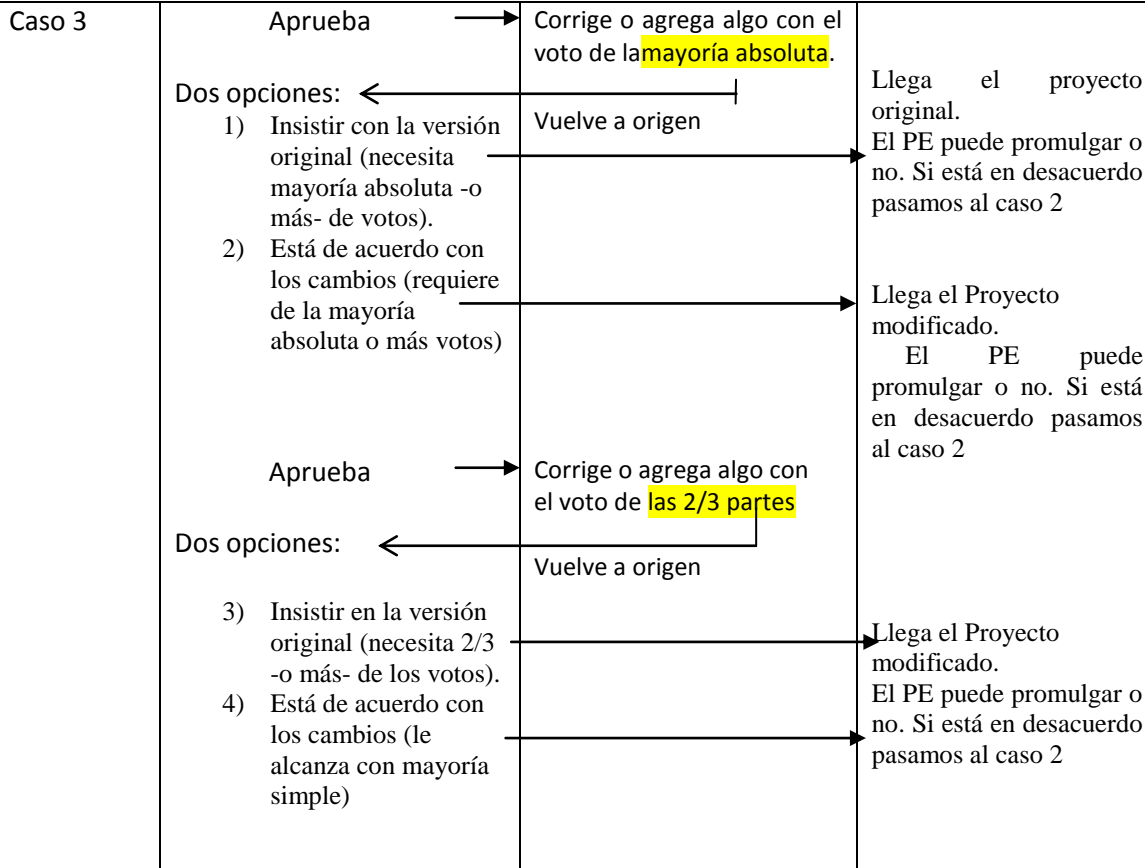 Caso 3
Aprueba
Corrige o agrega algo con el
voto de lamayoría absoluta.
Dos opciones:
Vuelve a origen
1) Insistir con la versión
original (necesita
mayoría absoluta -o
más- de votos).
2) Está de acuerdo con
los cambios (requiere
de la mayoría
absoluta o más votos)
Llega el proyecto
original.
El PE puede promulgar o
no. Si está en desacuerdo
pasamos al caso 2
Llega el Proyecto
modificado.
El PE puede
promulgar o no. Si está
en desacuerdo pasamos
al caso 2
Aprueba
Corrige o agrega algo con
el voto de las 2/3 partes
Dos opciones:
Vuelve a origen
3) Insistir en la versión
original (necesita 2/3
-o más- de los votos).
4) Está de acuerdo con
los cambios (le
alcanza con mayoría
simple)
Llega el Proyecto
modificado.
El PE puede promulgar o
no. Si está en desacuerdo
pasamos al caso 2